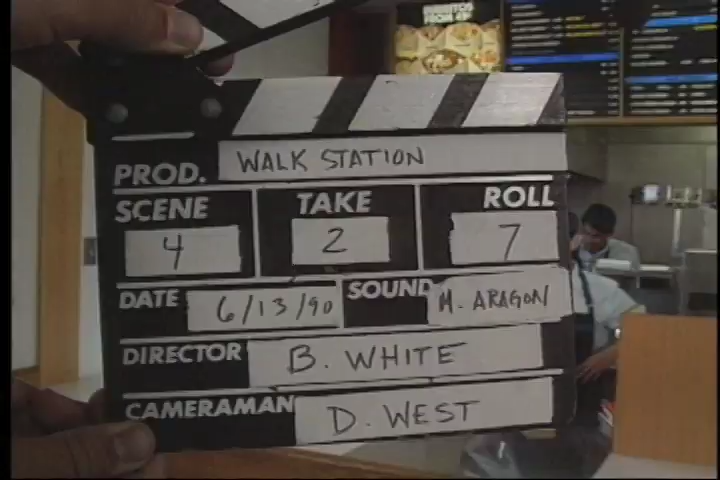 PROD. WALK STATION
SCENE TAKE ROLL
4 2 7
DATE 6/13/90 SOUND M. ARAGON
DIRECTOR B. WHITE
CAMERAMAN D. WEST